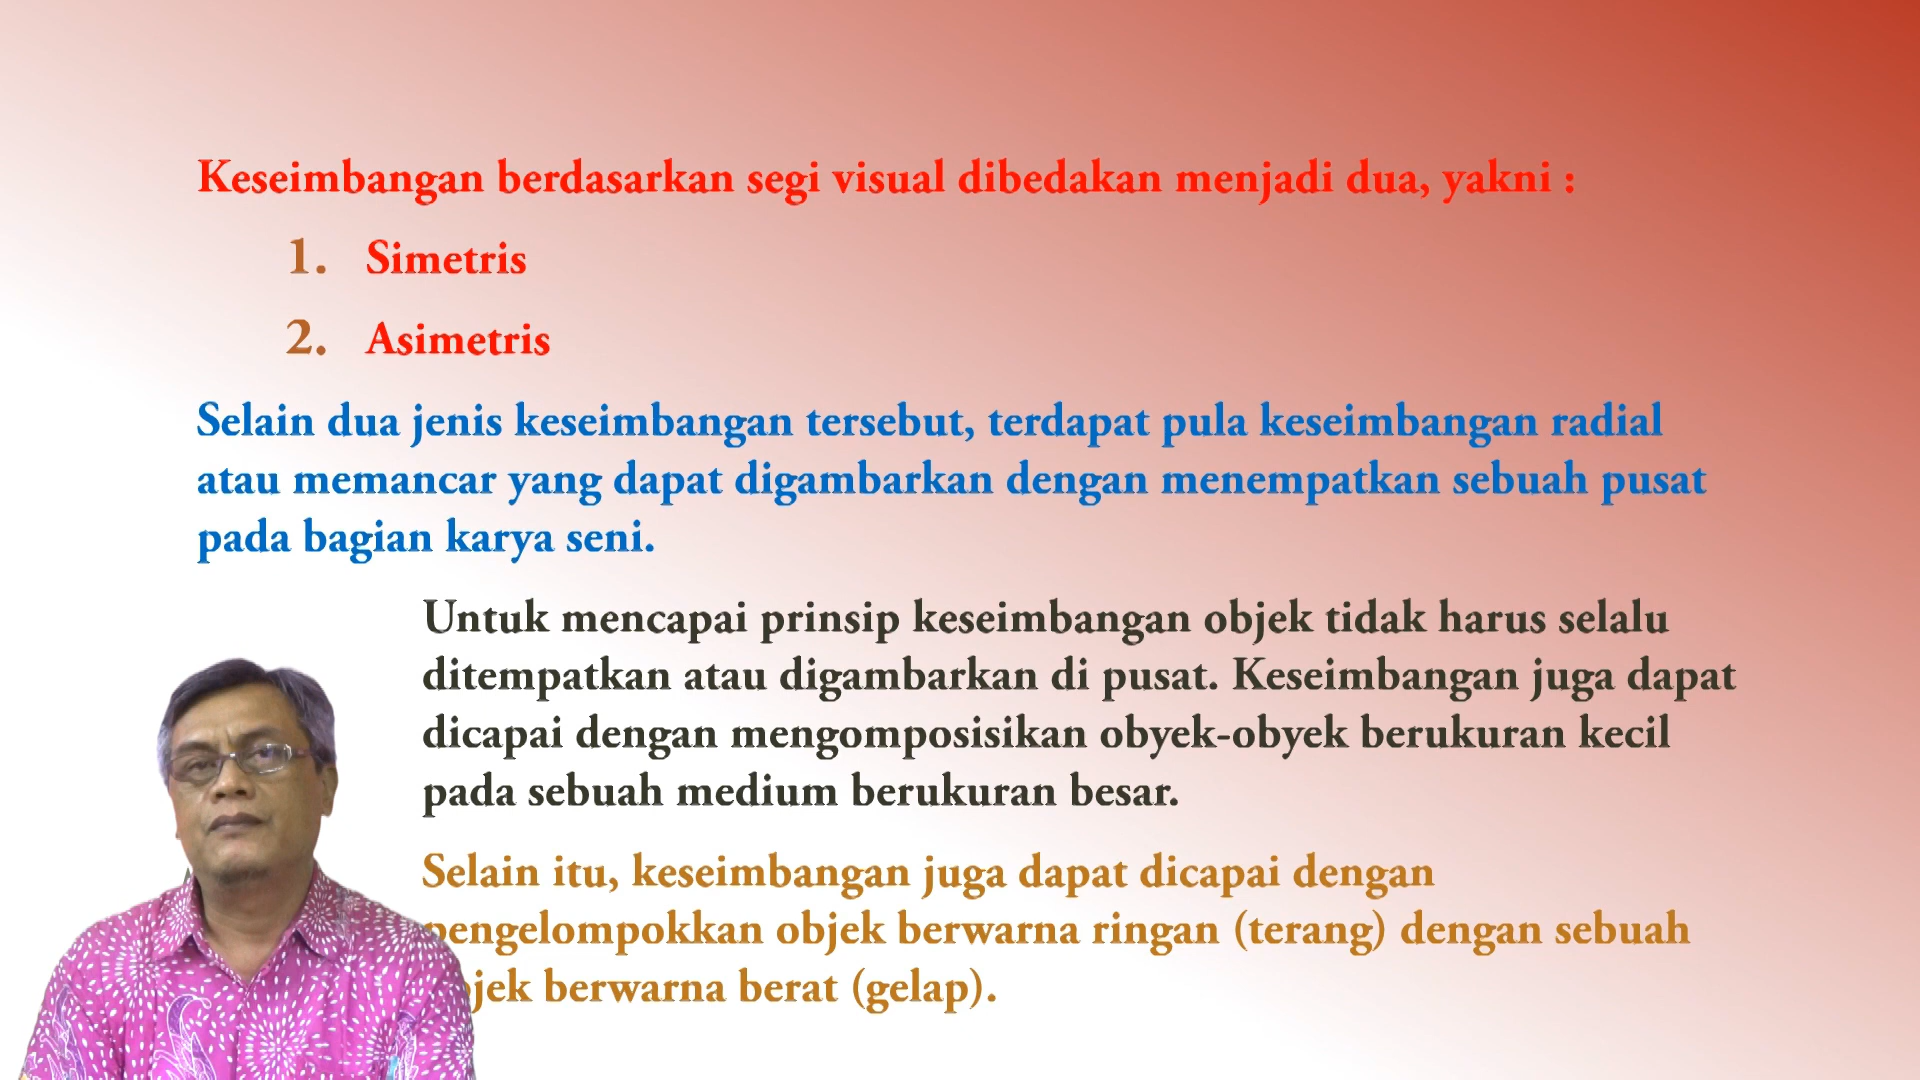 Keseimbangan berdasarkan segi visual dibedakan menjadi dua, yakni :
1. Simetris
2. Asimetris
Selain dua jenis keseimbangan tersebut, terdapat pula keseimbangan radial
atau memancar yang dapat digambarkan dengan menempatkan sebuah pusat
pada bagian karya seni.
Untuk mencapai prinsip keseimbangan objek tidak harus selalu
ditempatkan atau digambarkan di pusat. Keseimbangan juga dapat
dicapai dengan mengomposisikan obyek-obyek berukuran kecil
pada sebuah medium berukuran besar.
Selain itu, keseimbangan juga dapat dicapai dengan
pengelompokkan objek berwarna ringan (terang) dengan sebuah
berwarna berat (gelap).